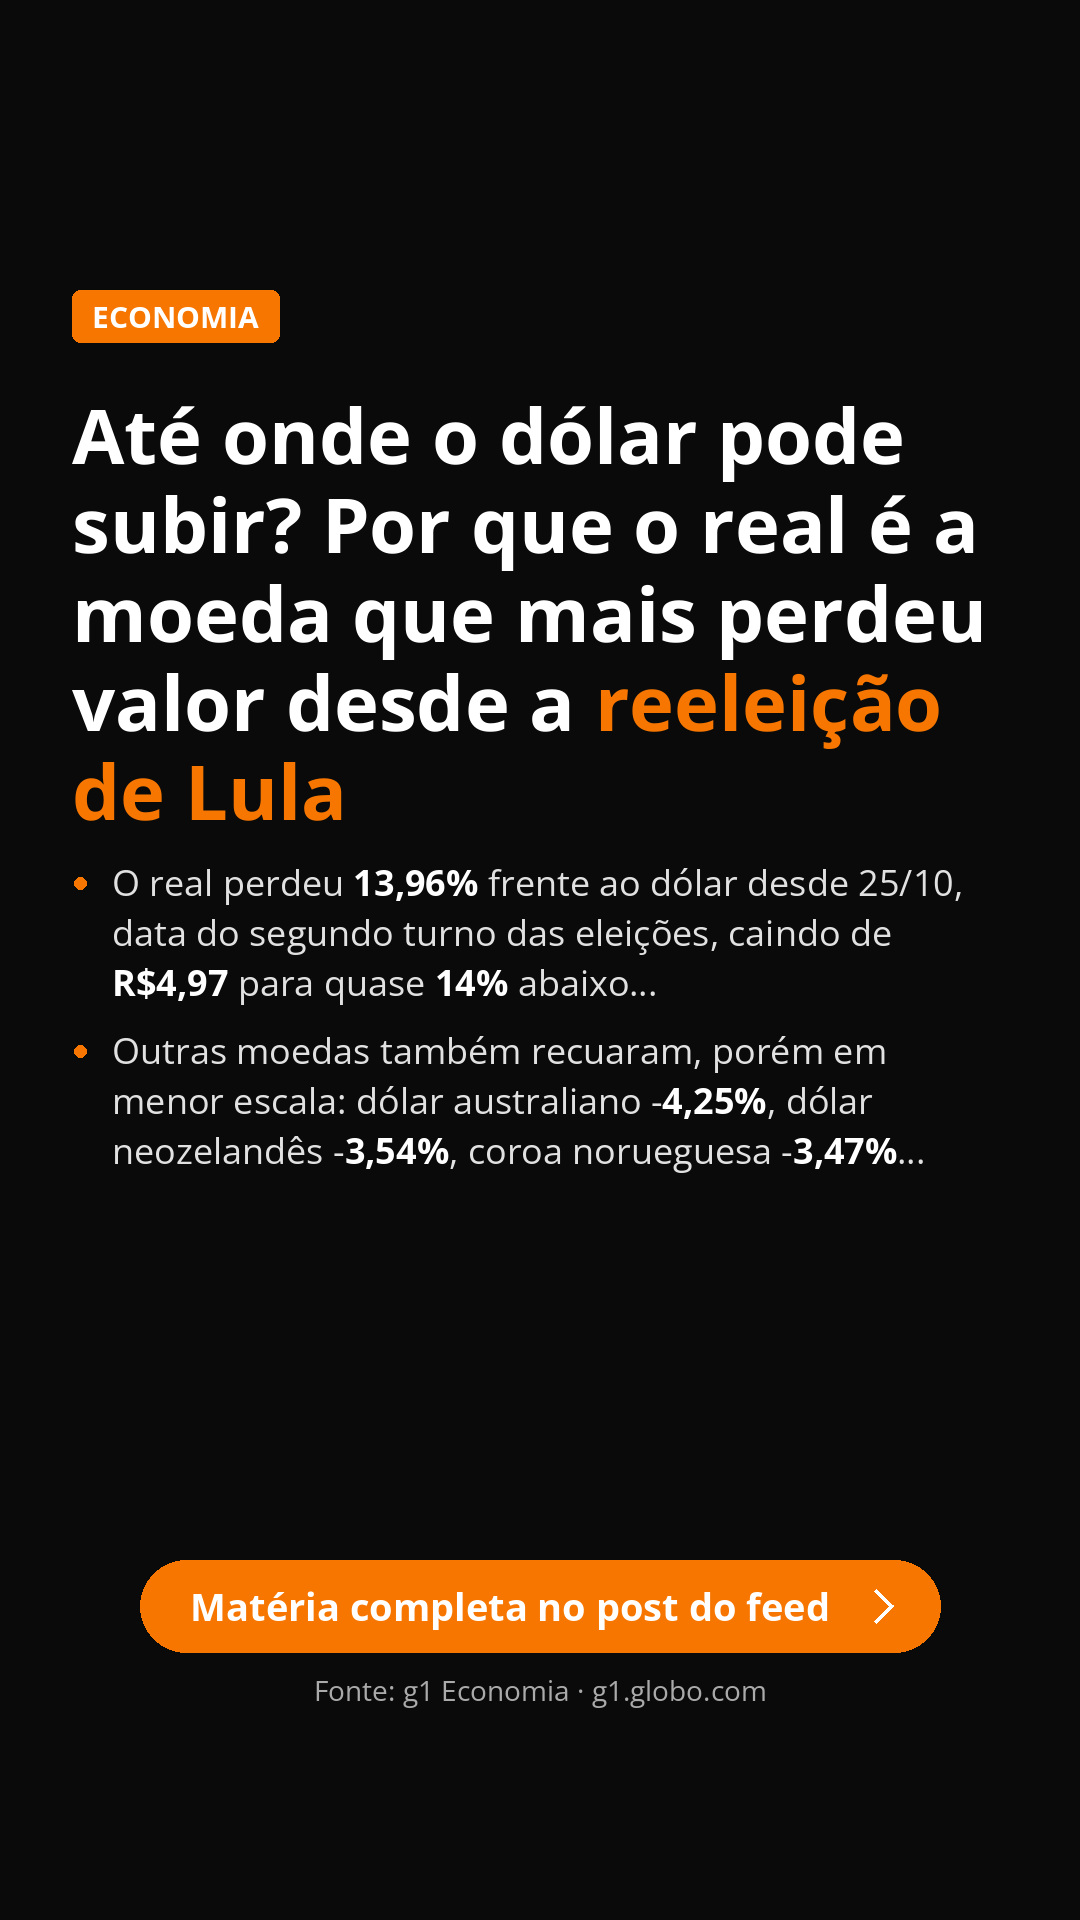 ECONOMIA
Até onde o dólar pode
subir? Por que o real é a
moeda que mais perdeu
valor desde a reeleição
de Lula
O real perdeu 13,96% frente ao dólar desde 25/10,
data do segundo turno das eleições, caindo de
R$4,97 para quase 14% abaixo...
Outras moedas também recuaram, porém em
menor escala: dólar australiano -4,25%, dólar
neozelandês -3,54%, coroa norueguesa -3,47%...
Matéria completa no post do feed
Fonte: g1 Economia · g1.globo.com